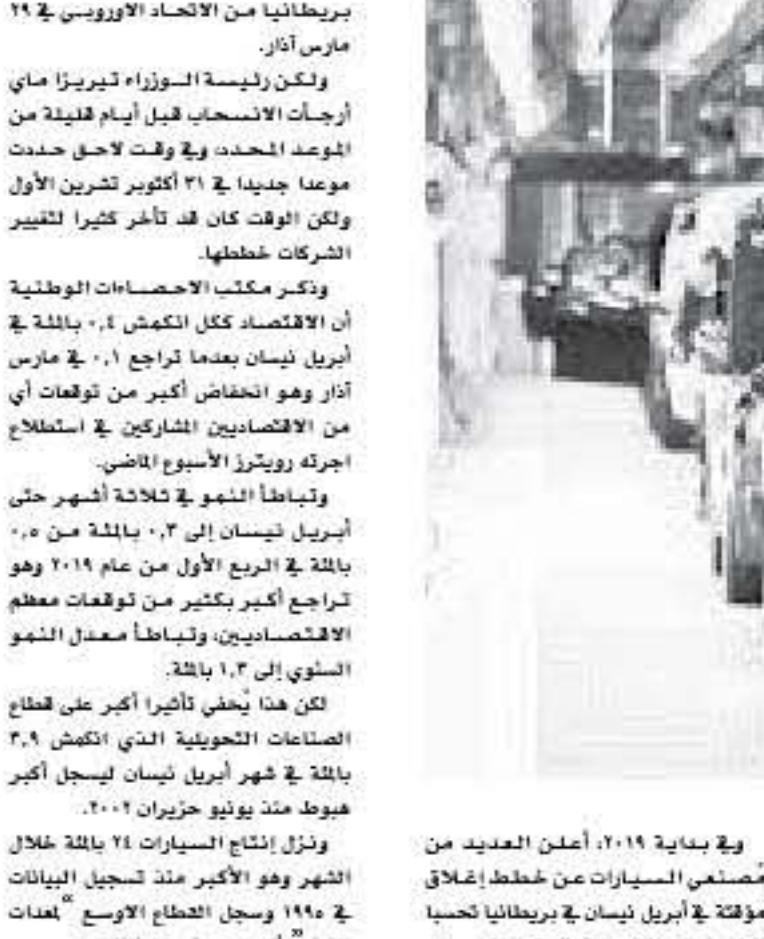 وفي بداية ٢٠١٩، أعلن العديد من
مصنعي السيارات عن خطط إغلاق
مؤقتة في أبريل نيسان في بريطانيا تحسبا
بريطانيا من الاتحاد الاوروبي في ٢٩
مارس آذار.
ولكن رئيسة الوزراء تيريزا ماي
أرجأت الانسحاب قبل أيام قليلة من
الموعد المحدد، وفي وقت لاحق حددت
موعدا جديدا في ٣١ أكتوبر تشرين الأول
ولكن الوقت كان قد تأخر كثيرا لتغيير
الشركات خططها.
وذكر مكتب الاحصاءات الوطنية
أن الاقتصاد ككل انكمش ٠,٤ بالمئة في
أبريل نيسان بعدما تراجع ٠,١ في مارس
آذار وهو انخفاض أكبر من توقعات أي
من الاقتصاديين المشاركين في استطلاع
اجرته رويترز الأسبوع الماضي.
وتباطأ النمو في ثلاثة أشهر حتى
أبريل نيسان إلى ٠,٣ بالمئة من ٠,٥
بالمئة في الربع الأول من عام ٢٠١٩ وهو
تراجع أكبر بكثير من توقعات معظم
الاقتصاديين، وتباطأ معدل النمو
السنوي إلى ١,٣ بالمئة.
لكن هذا يُخفي تأثيرا أكبر على قطاع
الصناعات التحويلية الذي انكمش ٣,٩
بالمئة في شهر أبريل نيسان ليسجل أكبر
هبوط منذ يونيو حزيران ٢٠٠٢.
ونزل إنتاج السيارات ٢٤ بالمئة خلال
الشهر وهو الأكبر منذ تسجيل البيانات
في ١٩٩٥ وسجل القطاع الاوسع "لمعدات